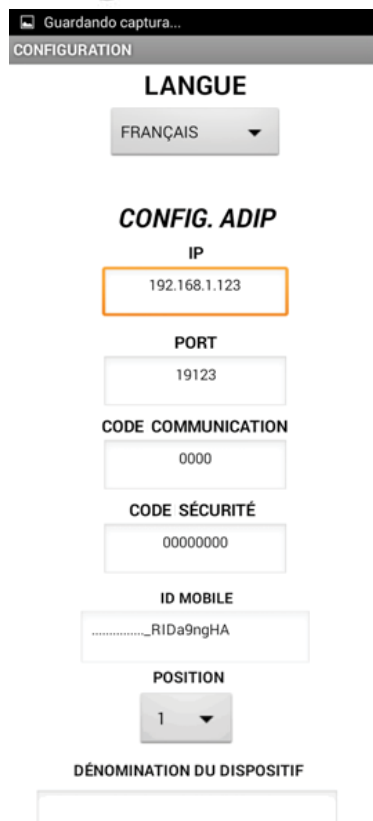 Guardando captura...
CONFIGURATION
LANGUE
FRANÇAIS
CONFIG. ADIP
IP
192.168.1.123
PORT
19123
CODE COMMUNICATION
0000
CODE SÉCURITÉ
00000000
ID MOBILE
................_RIDa9ngHA
POSITION
1
DÉNOMINATION DU DISPOSITIF